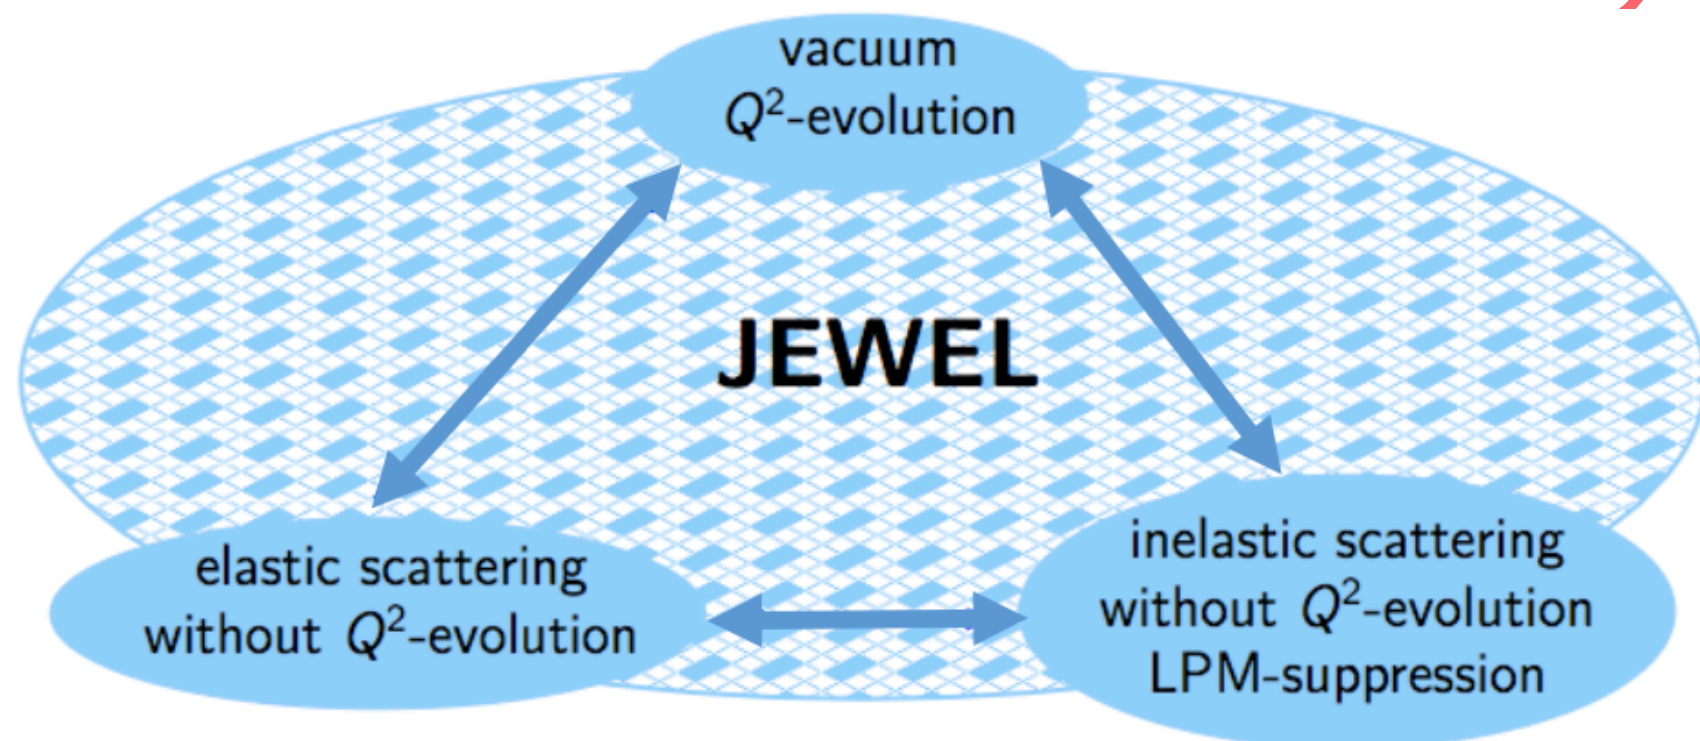 vacuum
Q²-evolution
JEWEL
elastic scattering
without Q²-evolution
inelastic scattering
without Q²-evolution
LPM-suppression